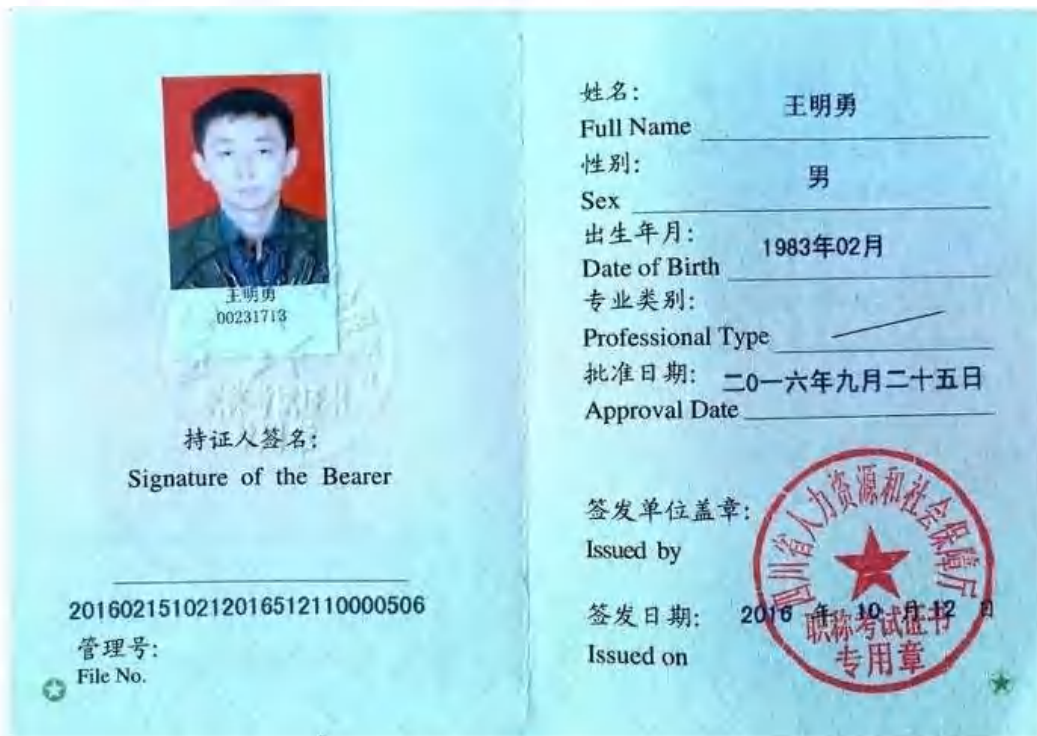 王明勇
00231713
持证人签名：
Signature of the Bearer
2016021510212016512110000506
管理号：
File No.
姓名：
王明勇
Full Name
性别：
男
Sex
出生年月：
1983年02月
Date of Birth
专业类别：
Professional Type
批准日期：
二0一六年九月二十五日
Approval Date
签发单位盖章：
Issued by
四川省人力资源和社会保障厅
职称考试证书
专用章
签发日期： 2016 年 10 月 12 日
Issued on